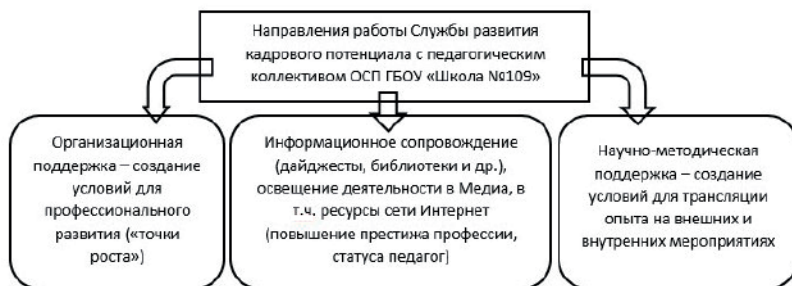 Направления работы Службы развития
кадрового потенциала с педагогическим
коллективом ОСП ГБОУ «Школа №109»
Организационная
поддержка – создание
условий для
профессионального
развития («точки
роста»)
Информационное сопровождение
(дайджесты, библиотеки и др.),
освещение деятельности в Медиа, в
т.ч. ресурсы сети Интернет
(повышение престижа профессии,
статуса педагог)
Научно-методическая
поддержка – создание
условий для трансляции
опыта на внешних и
внутренних мероприятиях